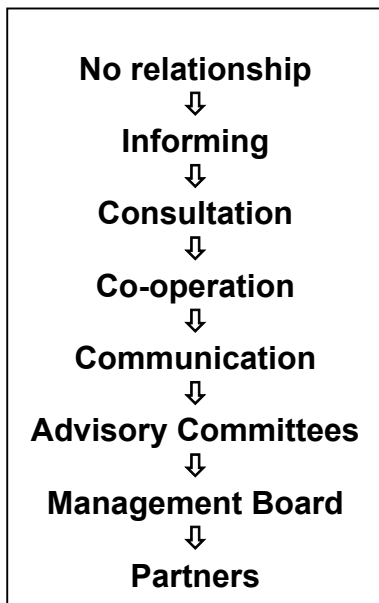 No relationship
⇩
Informing
⇩
Consultation
⇩
Co-operation
⇩
Communication
⇩
Advisory Committees
⇩
Management Board
⇩
Partners